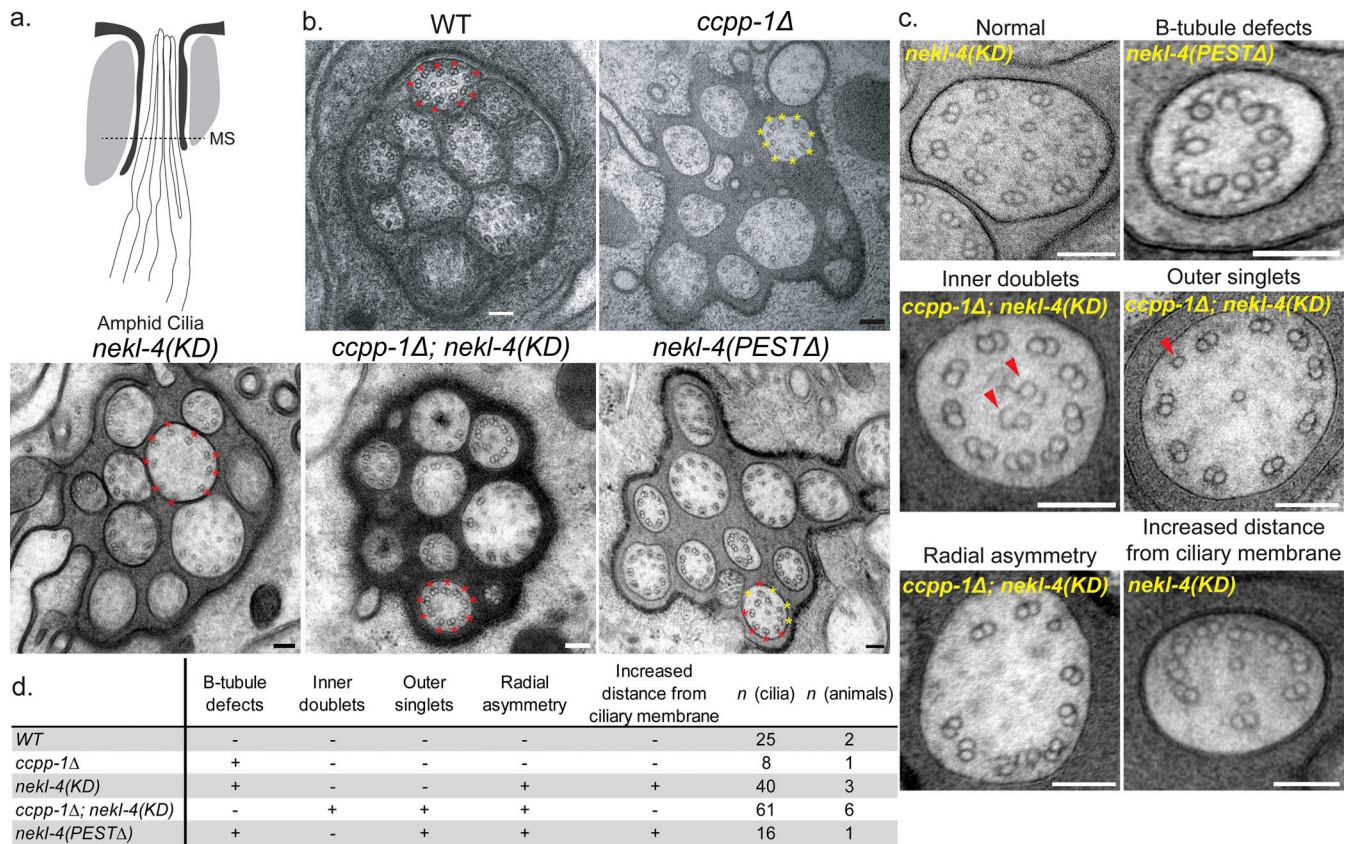 a.
MS
Amphid Cilia
b.
WT
ccpp-1Δ
nekl-4(KD)
ccpp-1Δ; nekl-4(KD)
nekl-4(PESTΔ)
c.
Normal
nekl-4(KD)
B-tubule defects
nekl-4(PESTΔ)
Inner doublets
ccpp-1Δ; nekl-4(KD)
Outer singlets
ccpp-1Δ; nekl-4(KD)
Radial asymmetry
ccpp-1Δ; nekl-4(KD)
Increased distance
from ciliary membrane
nekl-4(KD)
d.
B-tubule defects Inner doublets Outer singlets Radial asymmetry Increased distance from ciliary membrane n (cilia) n (animals)
WT - - - - - 25 2
ccpp-1Δ + - - - - 8 1
nekl-4(KD) + - - + + 40 3
ccpp-1Δ; nekl-4(KD) - + + + - 61 6
nekl-4(PESTΔ) + - + + + 16 1